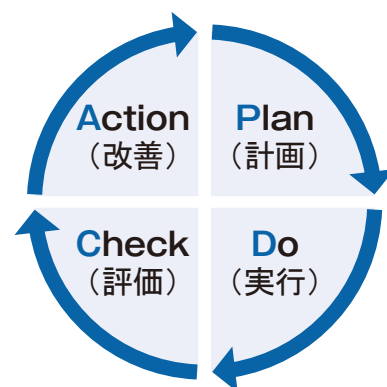 Action
（改善）
Plan
（計画）
Check
（評価）
Do
（実行）